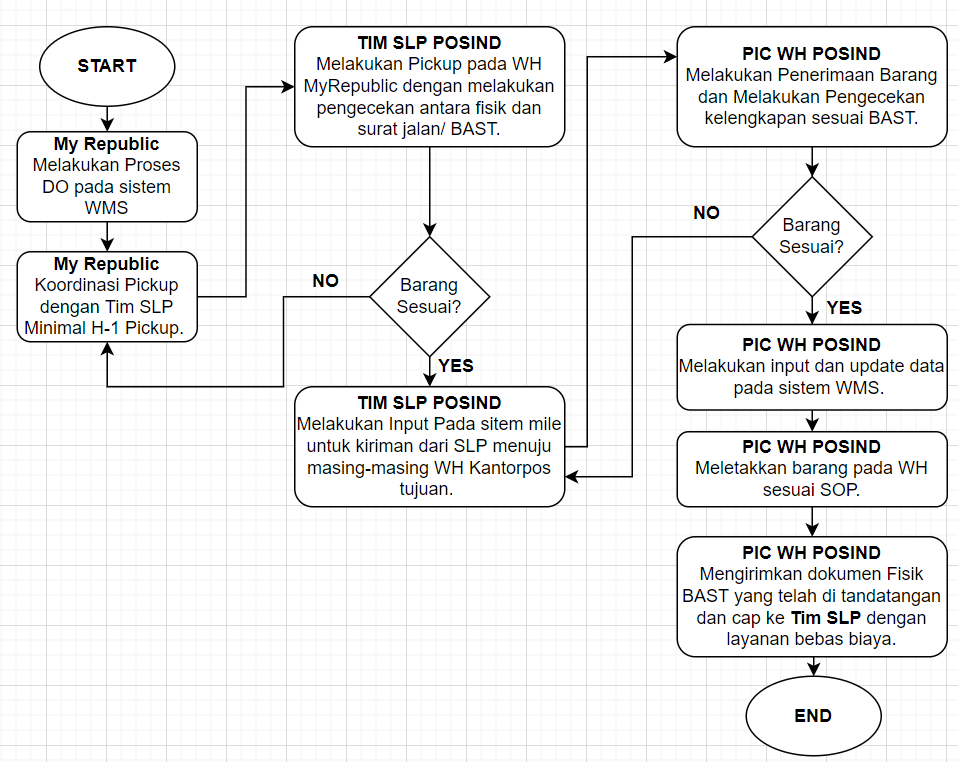 START
My Republic
Melakukan Proses
DO pada sistem
WMS
My Republic
Koordinasi Pickup
dengan Tim SLP
Minimal H-1 Pickup.
TIM SLP POSIND
Melakukan Pickup pada WH
MyRepublic dengan melakukan
pengecekan antara fisik dan
surat jalan/ BAST.
Barang
Sesuai?
NO
YES
TIM SLP POSIND
Melakukan Input Pada sitem mile
untuk kiriman dari SLP menuju
masing-masing WH Kantorpos
tujuan.
PIC WH POSIND
Melakukan Penerimaan Barang
dan Melakukan Pengecekan
kelengkapan sesuai BAST.
Barang
Sesuai?
NO
YES
PIC WH POSIND
Melakukan input dan update data
pada sistem WMS.
PIC WH POSIND
Meletakkan barang pada WH
sesuai SOP.
PIC WH POSIND
Mengirimkan dokumen Fisik
BAST yang telah di tandatangan
dan cap ke Tim SLP dengan
layanan bebas biaya.
END